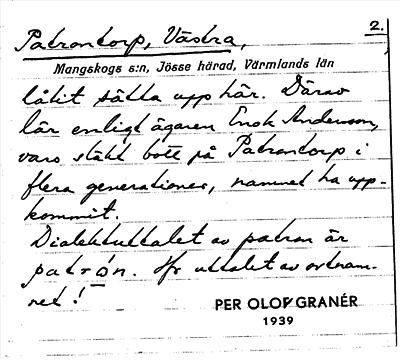 2.
Patrontorp, Västra,
Mangskogs s:n, Jösse härad, Värmlands län
låtit sätta upp här. Därav
lär enligt ägaren Enok Andersson,
vars släkt bott på Patrontorp i
flera generationer, namnet ha upp-
kommit.
Dialektuttalet av patron är
patrón. Jfr uttalet av ortnam-
net!
PER OLOF GRANÉR
1939